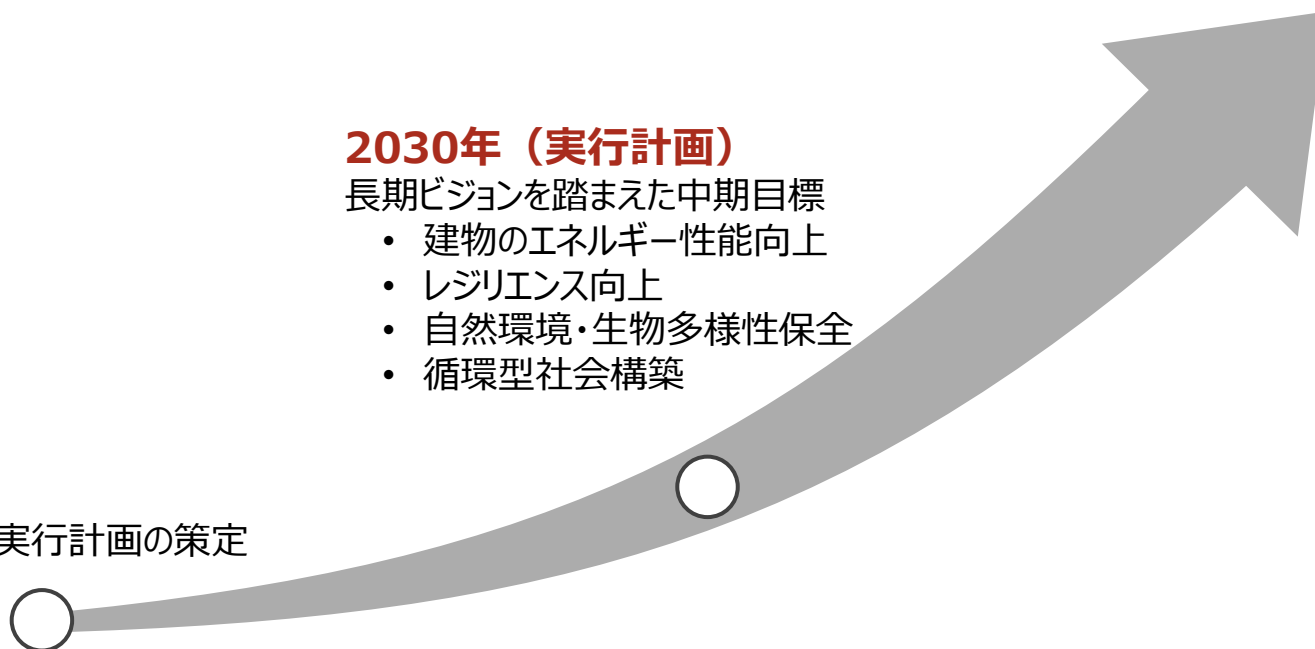 2030年（実行計画）
長期ビジョンを踏まえた中期目標
• 建物のエネルギー性能向上
• レジリエンス向上
• 自然環境・生物多様性保全
• 循環型社会構築
実行計画の策定